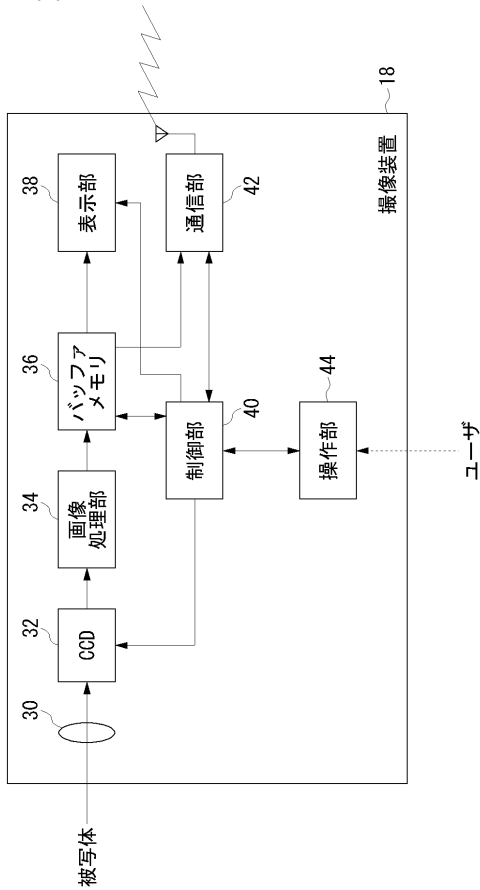 被写体
30
32
CCD
34
画像
処理部
36
バッファ
メモリ
38
表示部
制御部
40
通信部
42
操作部
44
ユーザ
撮像装置
18